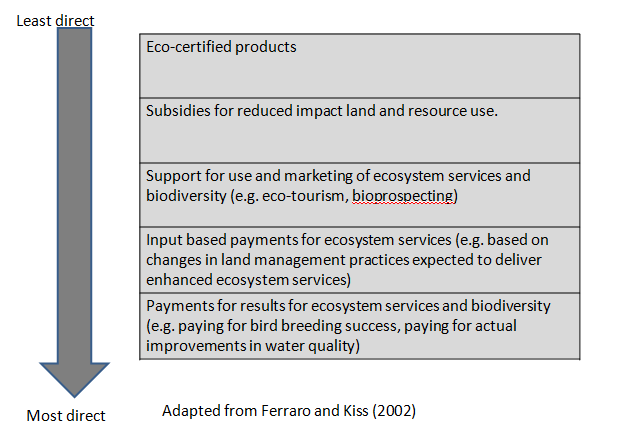 Least direct
Eco-certified products
Subsidies for reduced impact land and resource use.
Support for use and marketing of ecosystem services and
biodiversity (e.g. eco-tourism, bioprospecting)
Input based payments for ecosystem services (e.g. based on
changes in land management practices expected to deliver
enhanced ecosystem services)
Payments for results for ecosystem services and biodiversity
(e.g. paying for bird breeding success, paying for actual
improvements in water quality)
Most direct
Adapted from Ferraro and Kiss (2002)